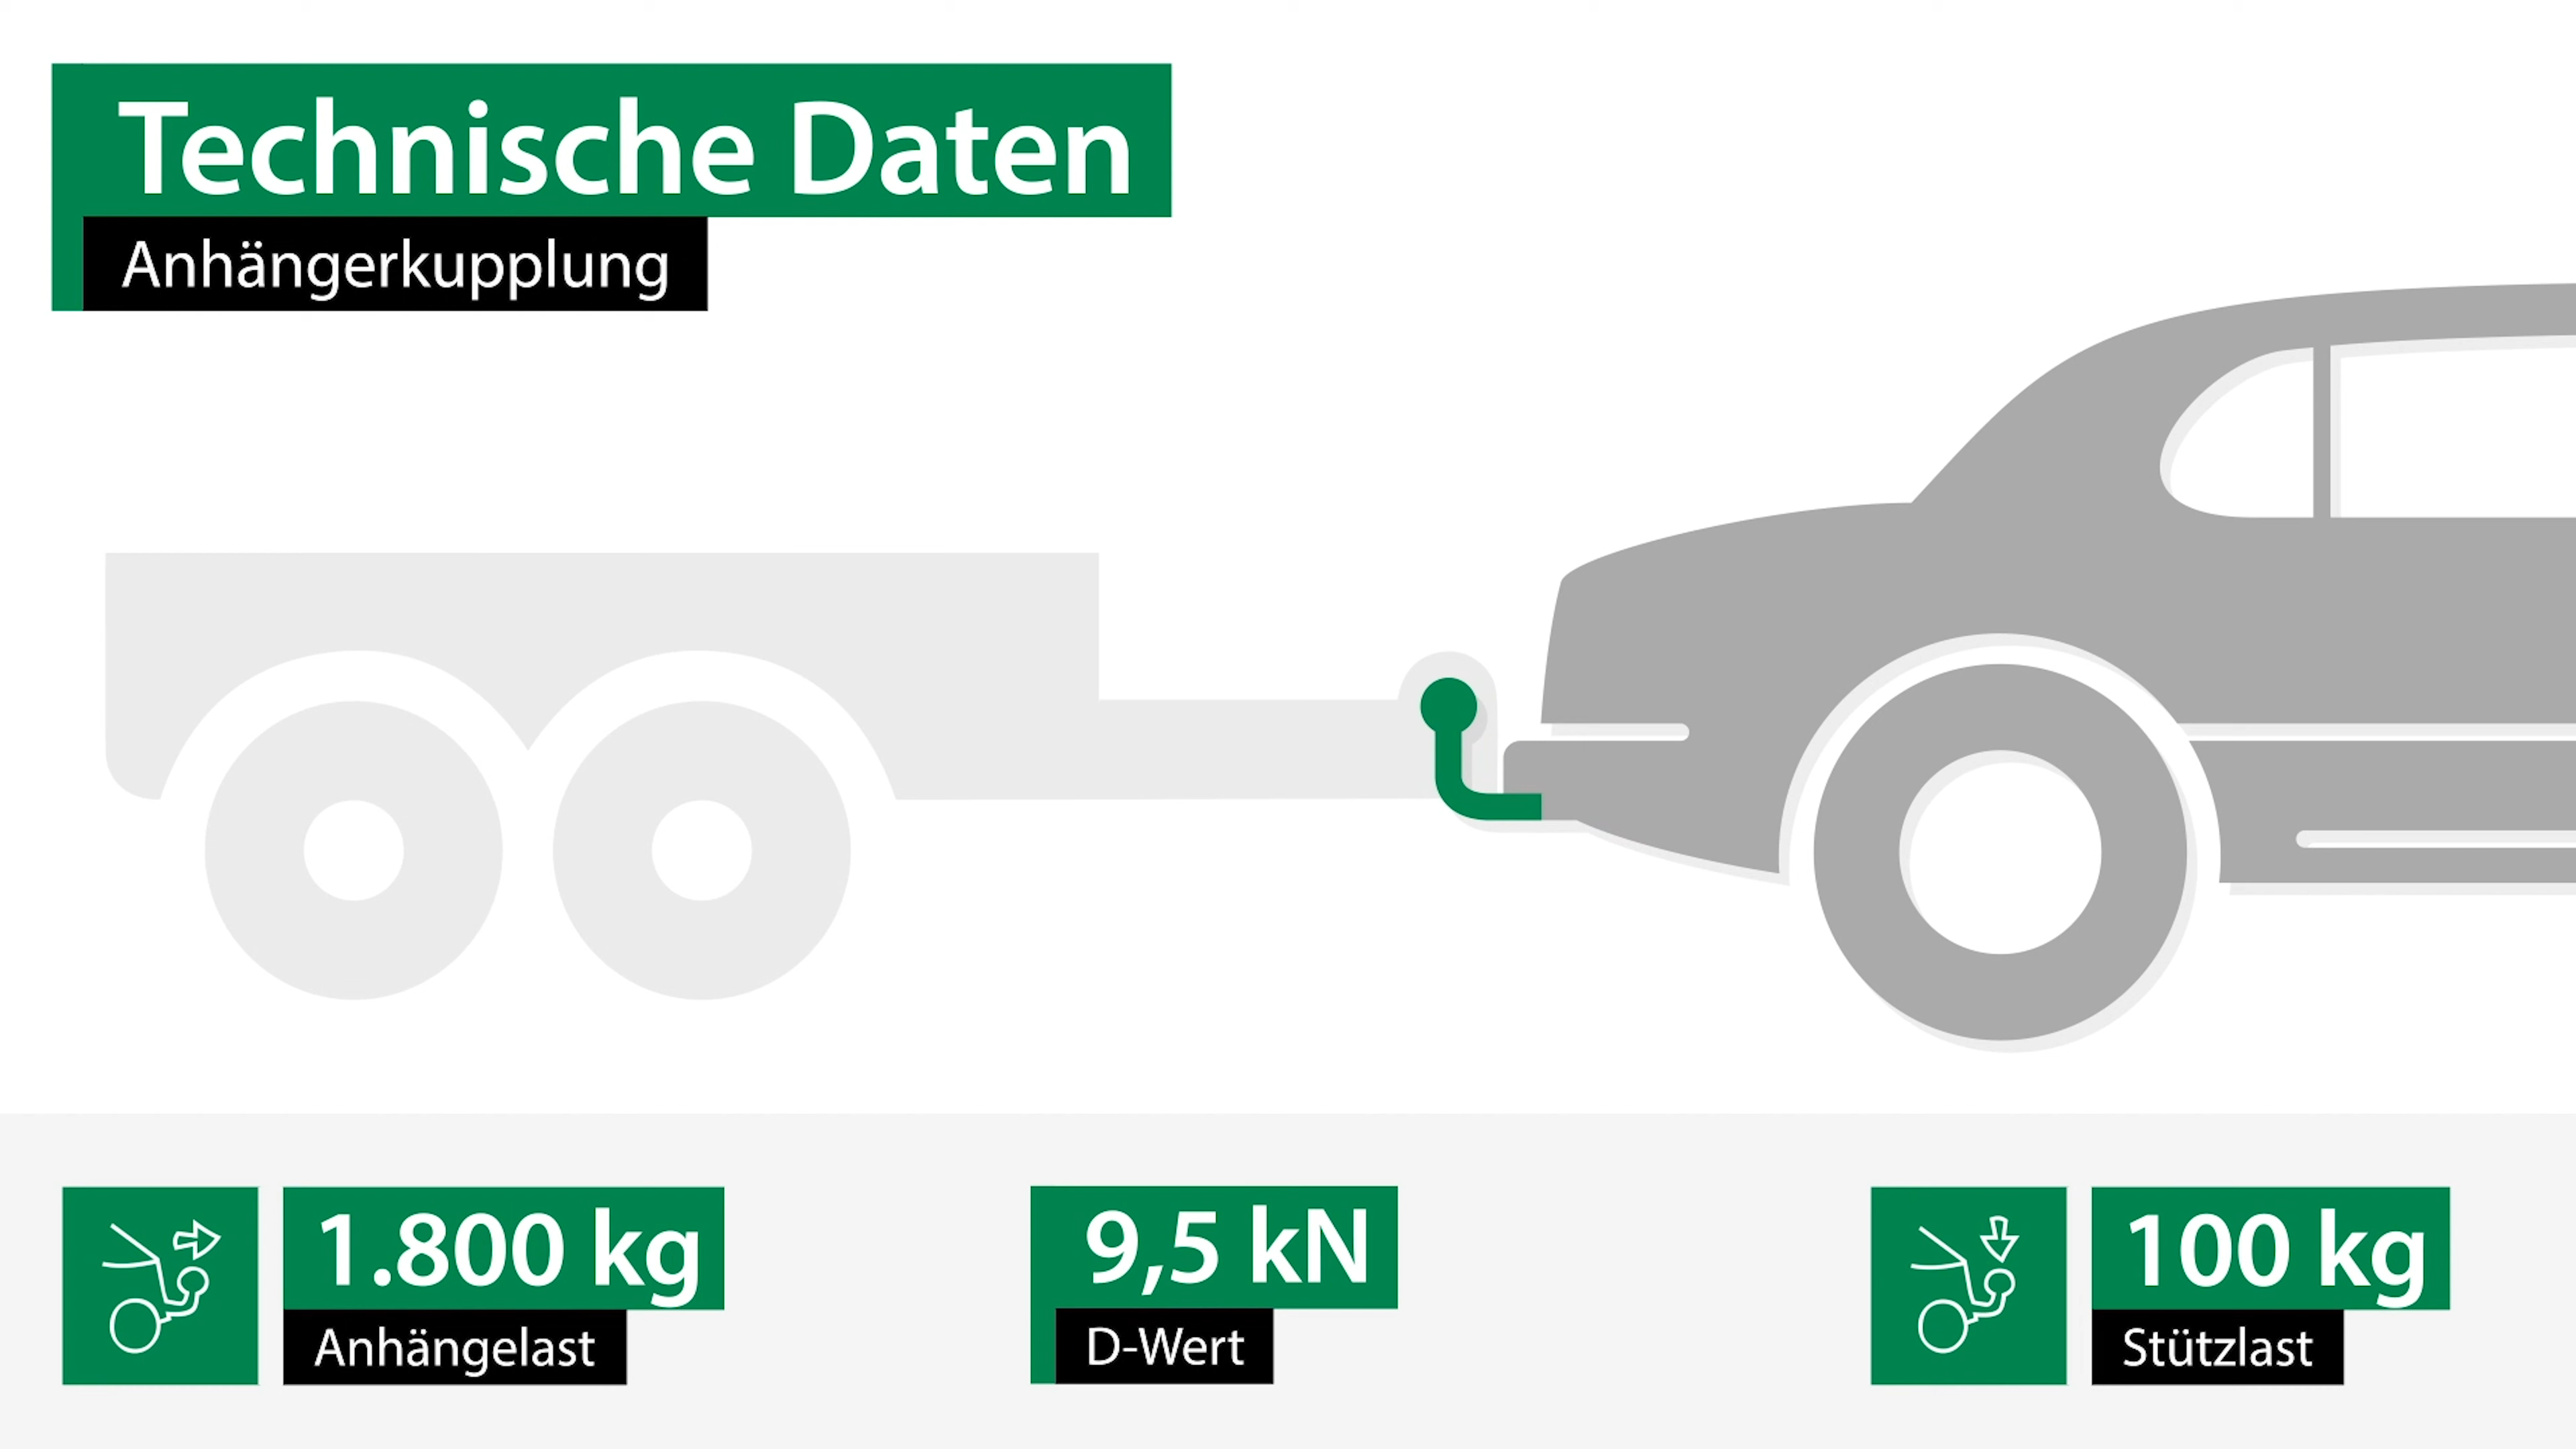 Technische Daten
Anhängerkupplung
1.800 kg
Anhängelast
9,5 kN
D-Wert
100 kg
Stützlast